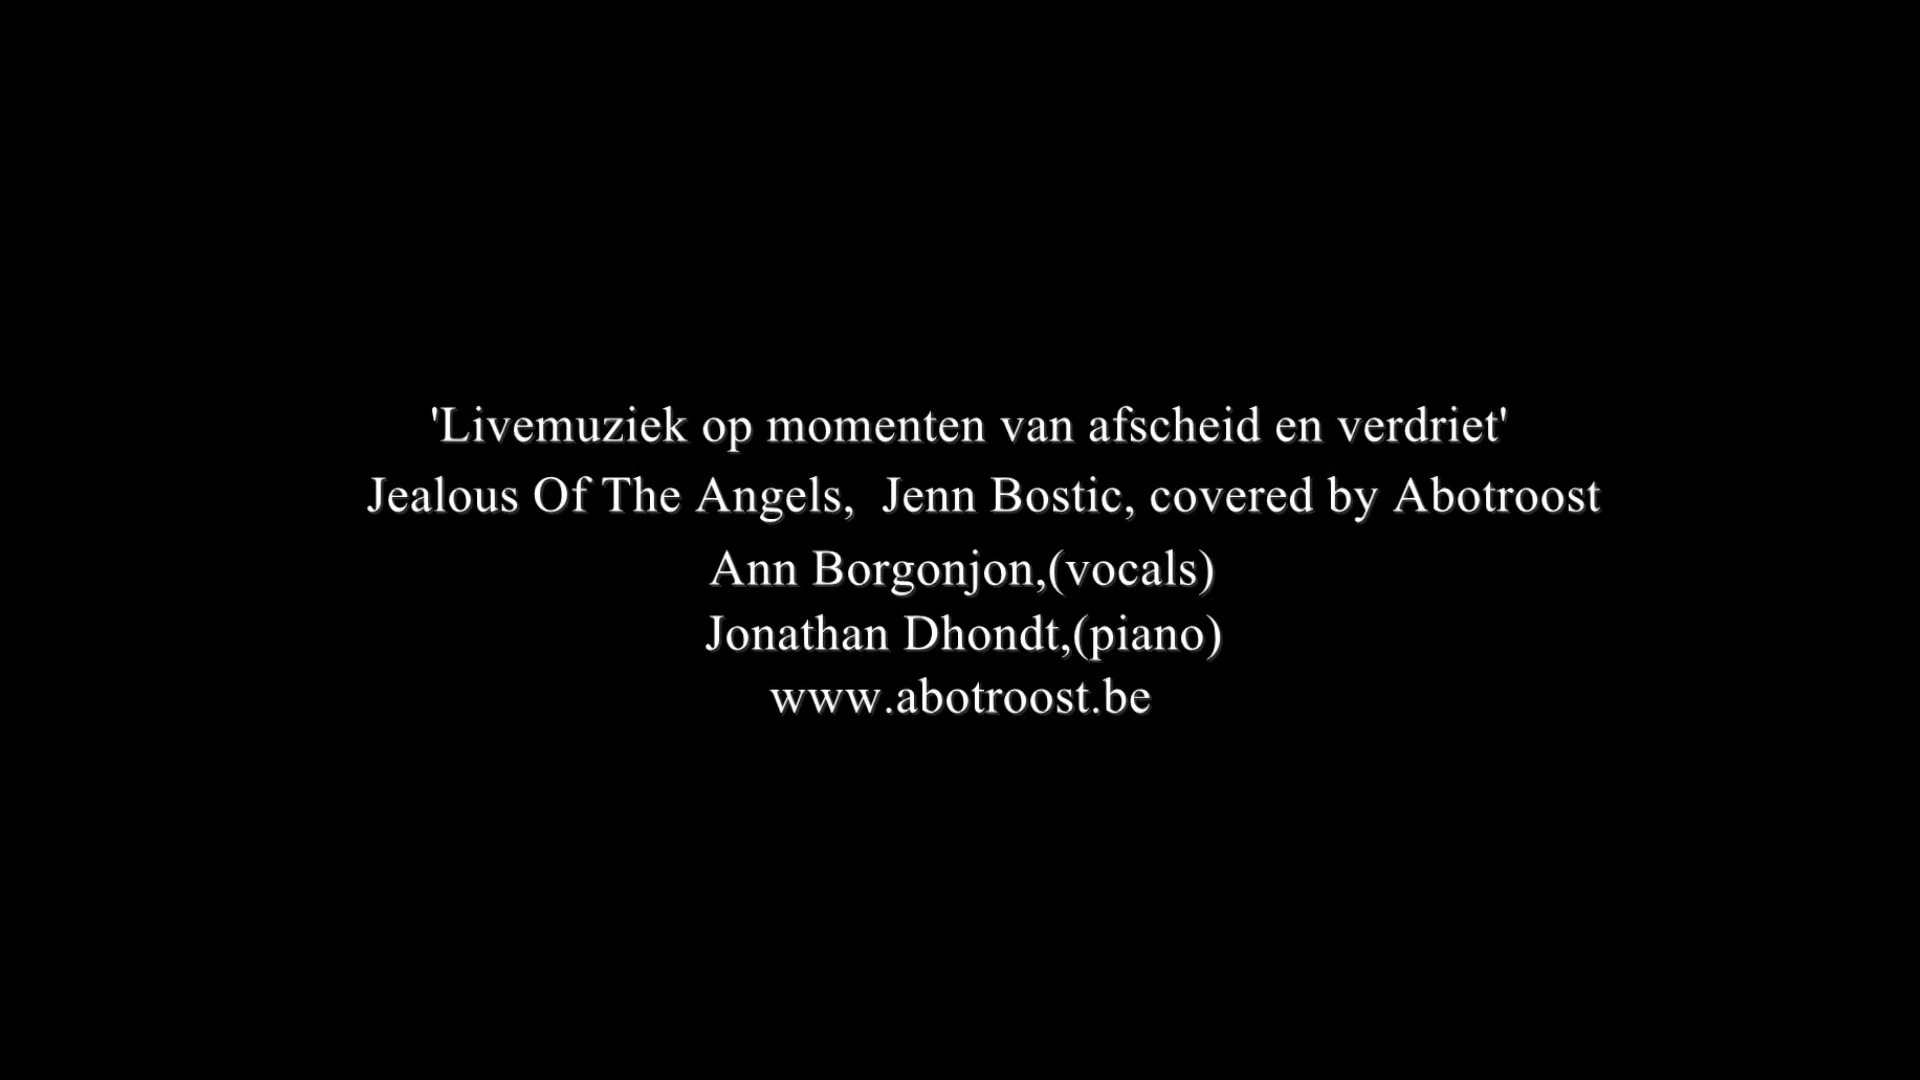 'Livemuziek op momenten van afscheid en verdriet'
Jealous Of The Angels,  Jenn Bostic, covered by Abotroost
Ann Borgonjon,(vocals)
Jonathan Dhondt,(piano)
www.abotroost.be